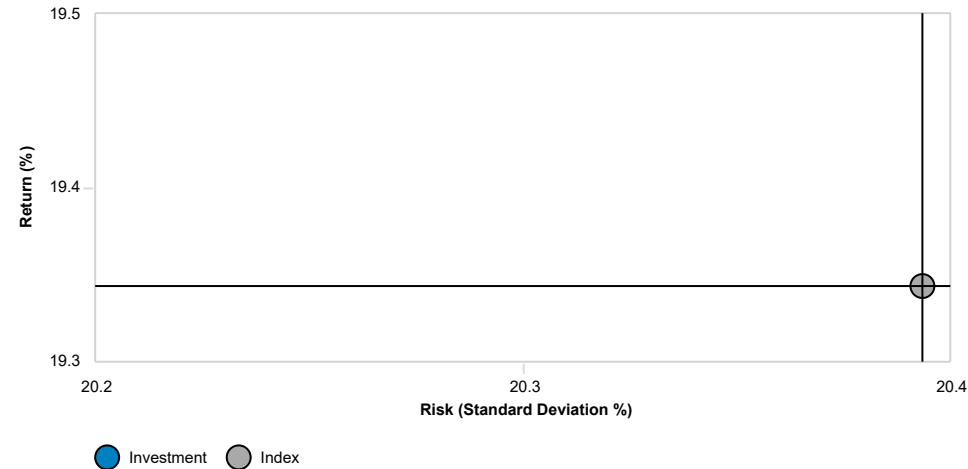 19.5
Return (%)
19.4
19.3
20.2 20.3 20.4
Risk (Standard Deviation %)
Investment Index